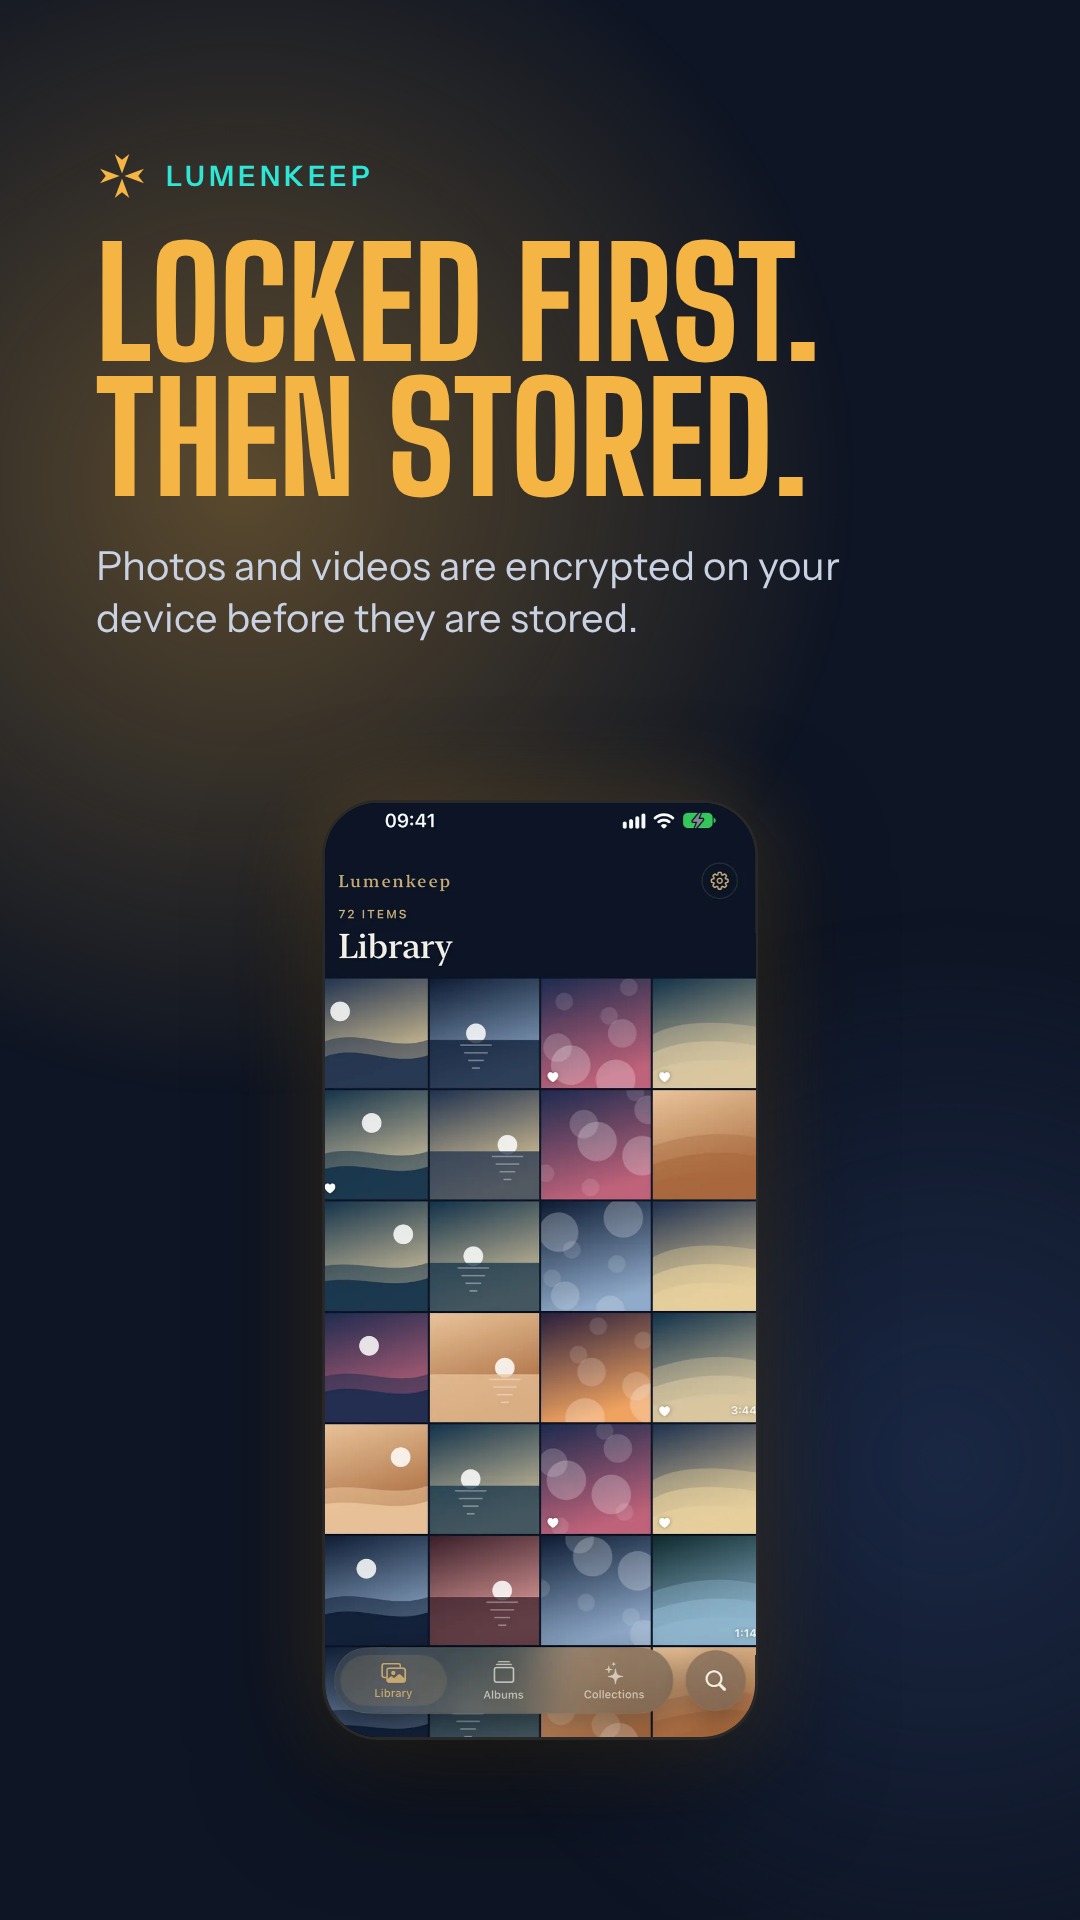 LUMENKEEP
LOCKED FIRST.
THEN STORED.
Photos and videos are encrypted on your
device before they are stored.
09:41
Lumenkeep
72 ITEMS
Library
3:44
1:14
Library
Albums
Collections